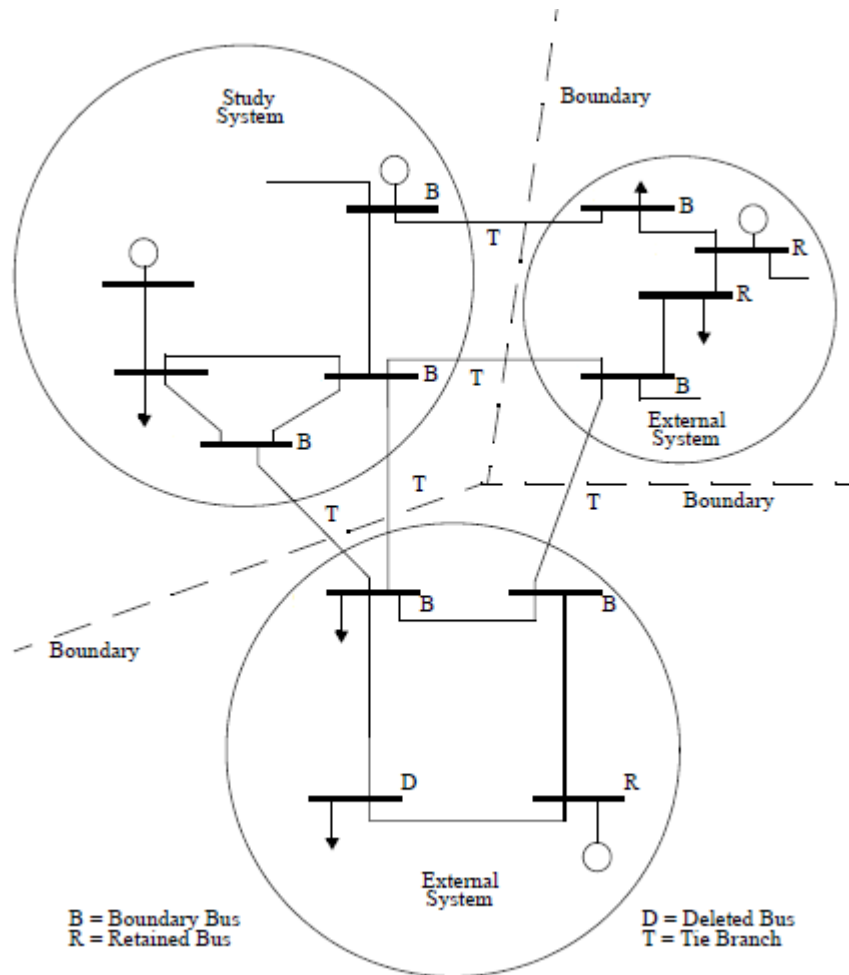 Study
System
Boundary
B
B
T
R
R
B
T
B
External
System
B
T
T
T
Boundary
B
B
Boundary
D
R
External
System
B = Boundary Bus
R = Retained Bus
D = Deleted Bus
T = Tie Branch